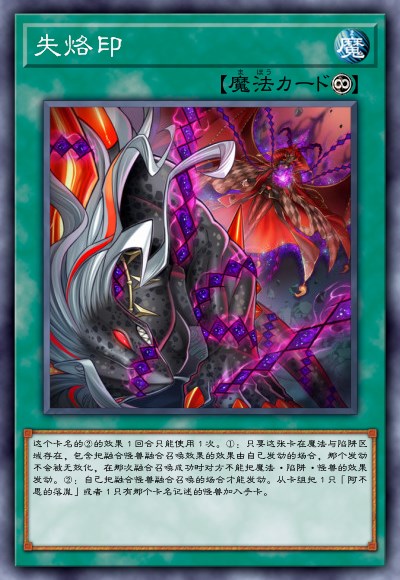 失烙印
魔
【魔法カード】
まほう
这个卡名的②的效果1回合只能使用1次。①：只要这张卡在魔法与陷阱区
域存在，包含把融合怪兽融合召唤效果的效果由自己发动的场合，那个发动
不会被无效化，在那次融合召唤成功时对方不能把魔法·陷阱·怪兽的效果
发动。②：自己把融合怪兽融合召唤的场合才能发动。从卡组把1只「阿不
思的落胤」或者1只有那个卡名记述的怪兽加入手卡。